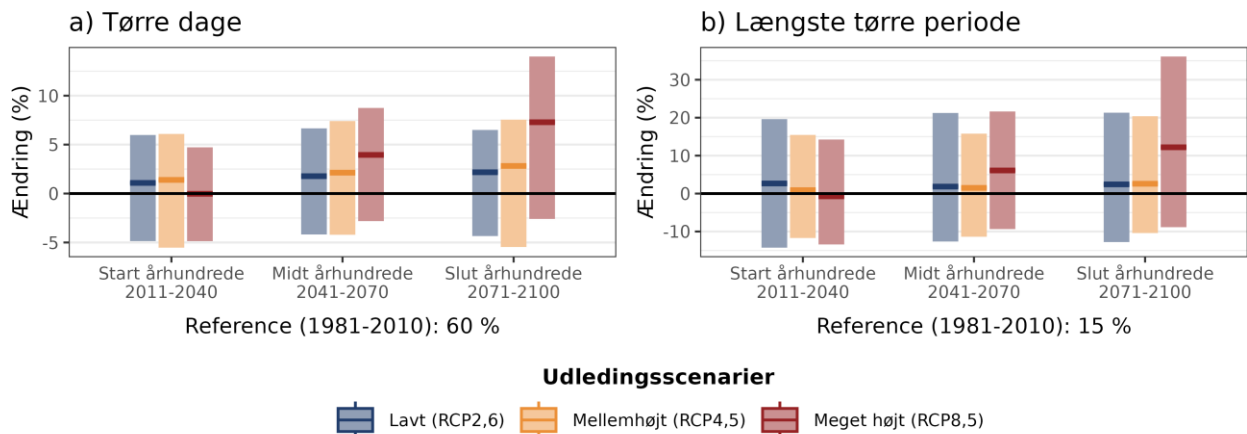 a) Tørre dage
Ændring (%)
10
5
0
-5
Start århundrede
2011-2040
Midt århundrede
2041-2070
Slut århundrede
2071-2100
Reference (1981-2010): 60 %
b) Længste tørre periode
Ændring (%)
30
20
10
0
-10
Start århundrede
2011-2040
Midt århundrede
2041-2070
Slut århundrede
2071-2100
Reference (1981-2010): 15 %
Udledingsscenarier
Lavt (RCP2,6)
Mellemhøjt (RCP4,5)
Meget højt (RCP8,5)